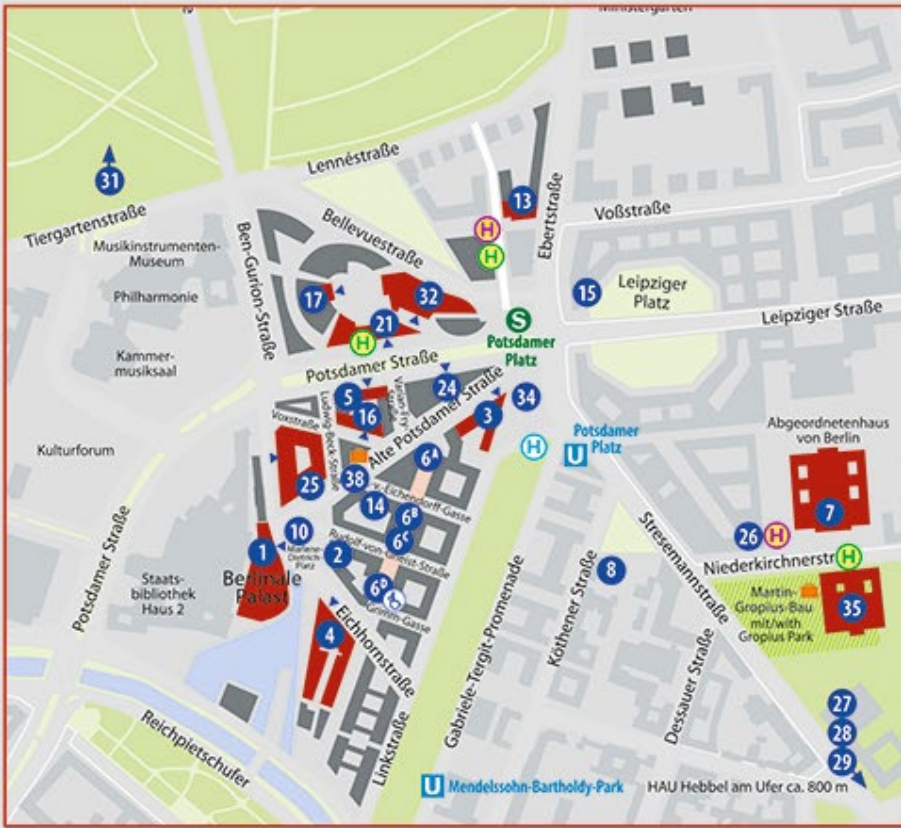 Ministergärten
Lennéstraße
31
13
Tiergartenstraße
Voßstraße
Ebertstraße
Bellevuestraße
Ben-Gurion-Straße
Musikinstrumenten-
Museum
H
H
Philharmonie
17
32
15
Leipziger
Platz
21
Leipziger Straße
S
Potsdamer
Platz
H
Kammer-
musiksaal
Potsdamer Straße
24
5
34
16
3
Varian-Fry-
Straße
Ludwig-Beck-Straße
Alte Potsdamer Straße
Voxstraße
Abgeordnetenhaus
von Berlin
Potsdamer
Platz
H
U
Kulturforum
6A
38
25
v.-Eichendorff-Gasse
14
6B
7
Stresemannstraße
26
H
10
Marlene-
Dietrich-
Platz
2
Rudolf-von-Gneist-Straße
6C
1
Berlinale
Palast
Niederkirchnerstr.
H
8
Potsdamer Straße
Staats-
bibliothek
Haus 2
6D
Grimm-Gasse
Martin-
Gropius-Bau
mit/with
Gropius Park
35
4
Eichhornstraße
Köthener Straße
Gabriele-Tergit-Promenade
Dessauer Straße
27
28
29
Reichpietschufer
Linkstraße
U Mendelssohn-Bartholdy-Park
HAU Hebbel am Ufer ca. 800 m